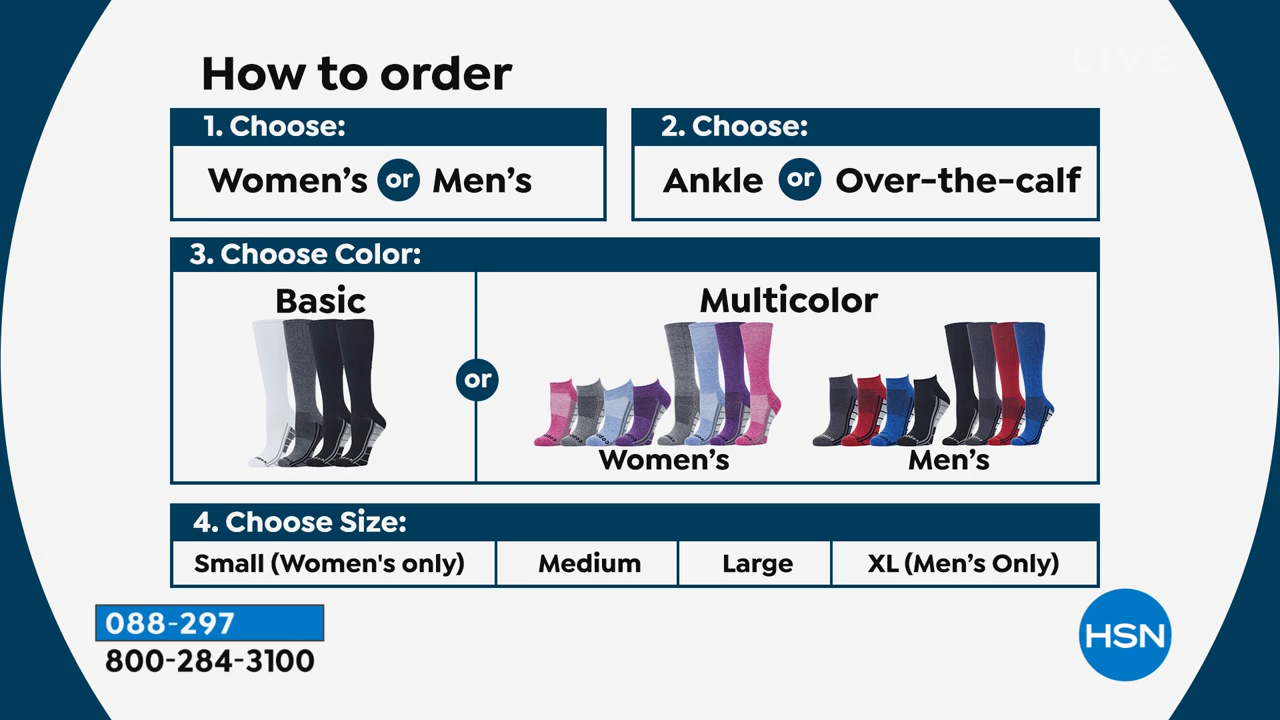 LIVE
How to order
1. Choose:
Women's or Men's
2. Choose:
Ankle or Over-the-calf
3. Choose Color:
Basic
or
Multicolor
Women's
Men's
4. Choose Size:
Small (Women's only)
Medium
Large
XL (Men's Only)
088-297
800-284-3100
HSN